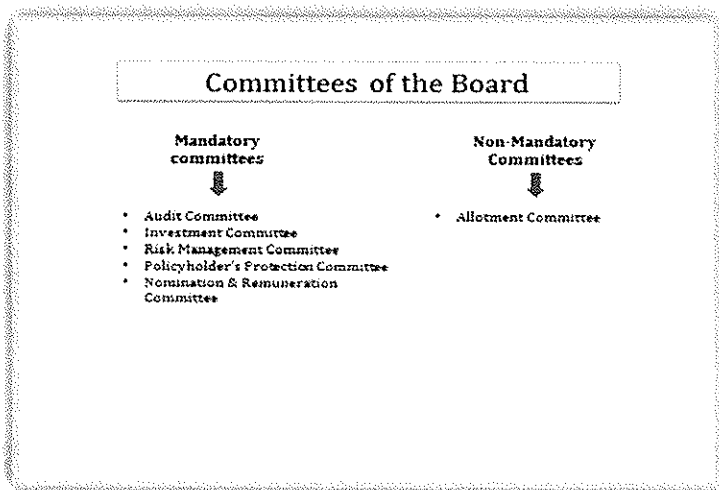 Committees of the Board
Mandatory
committees
• Audit Committee
• Investment Committee
• Risk Management Committee
• Policyholder's Protection Committee
• Nomination & Remuneration
Committee
Non-Mandatory
Committees
• Allotment Committee